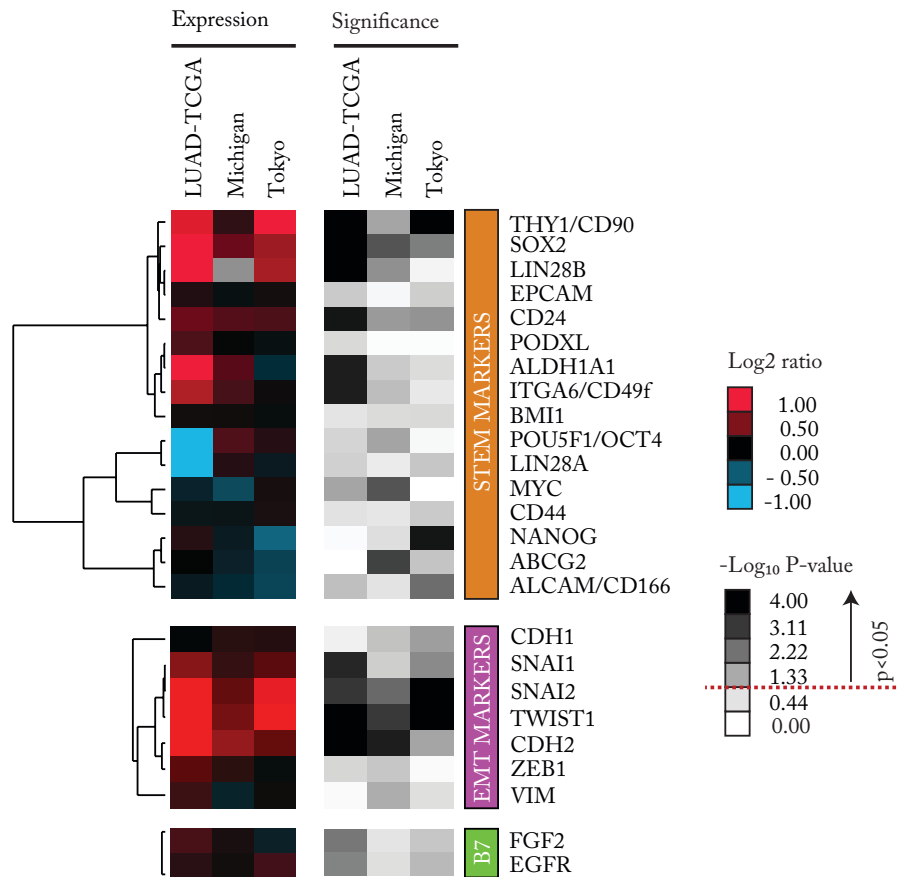 Expression
Significance
LUAD-TCGA
Michigan
Tokyo
LUAD-TCGA
Michigan
Tokyo
STEM MARKERS
THY1/CD90
SOX2
LIN28B
EPCAM
CD24
PODXL
ALDH1A1
ITGA6/CD49f
BMI1
POU5F1/OCT4
LIN28A
MYC
CD44
NANOG
ABCG2
ALCAM/CD166
EMT MARKERS
CDH1
SNAI1
SNAI2
TWIST1
CDH2
ZEB1
VIM
B7
FGF2
EGFR
Log2 ratio
1.00
0.50
0.00
- 0.50
-1.00
-Log₁₀ P-value
4.00
3.11
2.22
1.33
0.44
0.00
p<0.05